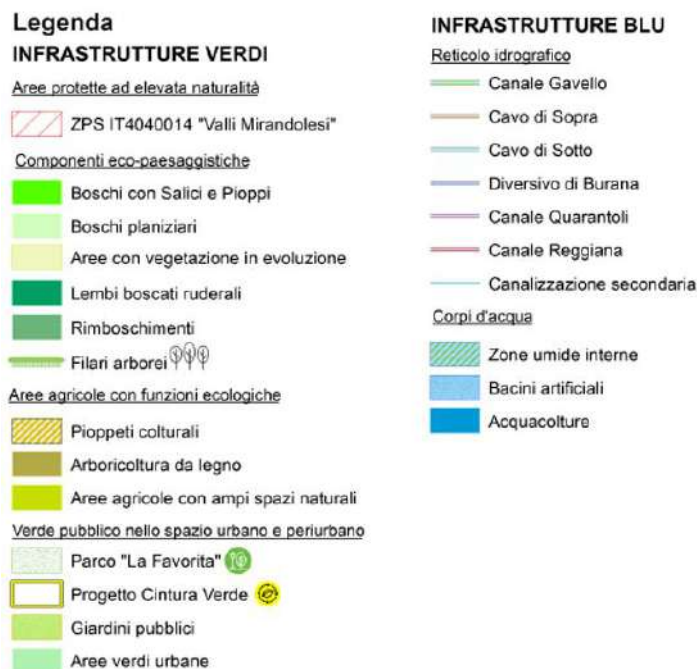 Legenda
INFRASTRUTTURE VERDI
Aree protette ad elevata naturalità
ZPS IT4040014 "Valli Mirandolesi"
Componenti eco-paesaggistiche
Boschi con Salici e Pioppi
Boschi planiziari
Aree con vegetazione in evoluzione
Lembi boscati ruderali
Rimboschimenti
Filari arborei
Aree agricole con funzioni ecologiche
Pioppeti colturali
Arboricoltura da legno
Aree agricole con ampi spazi naturali
Verde pubblico nello spazio urbano e periurbano
Parco "La Favorita"
Progetto Cintura Verde
Giardini pubblici
Aree verdi urbane
INFRASTRUTTURE BLU
Reticolo idrografico
Canale Gavello
Cavo di Sopra
Cavo di Sotto
Diversivo di Burana
Canale Quarantoli
Canale Reggiana
Canalizzazione secondaria
Corpi d'acqua
Zone umide interne
Bacini artificiali
Acquacolture